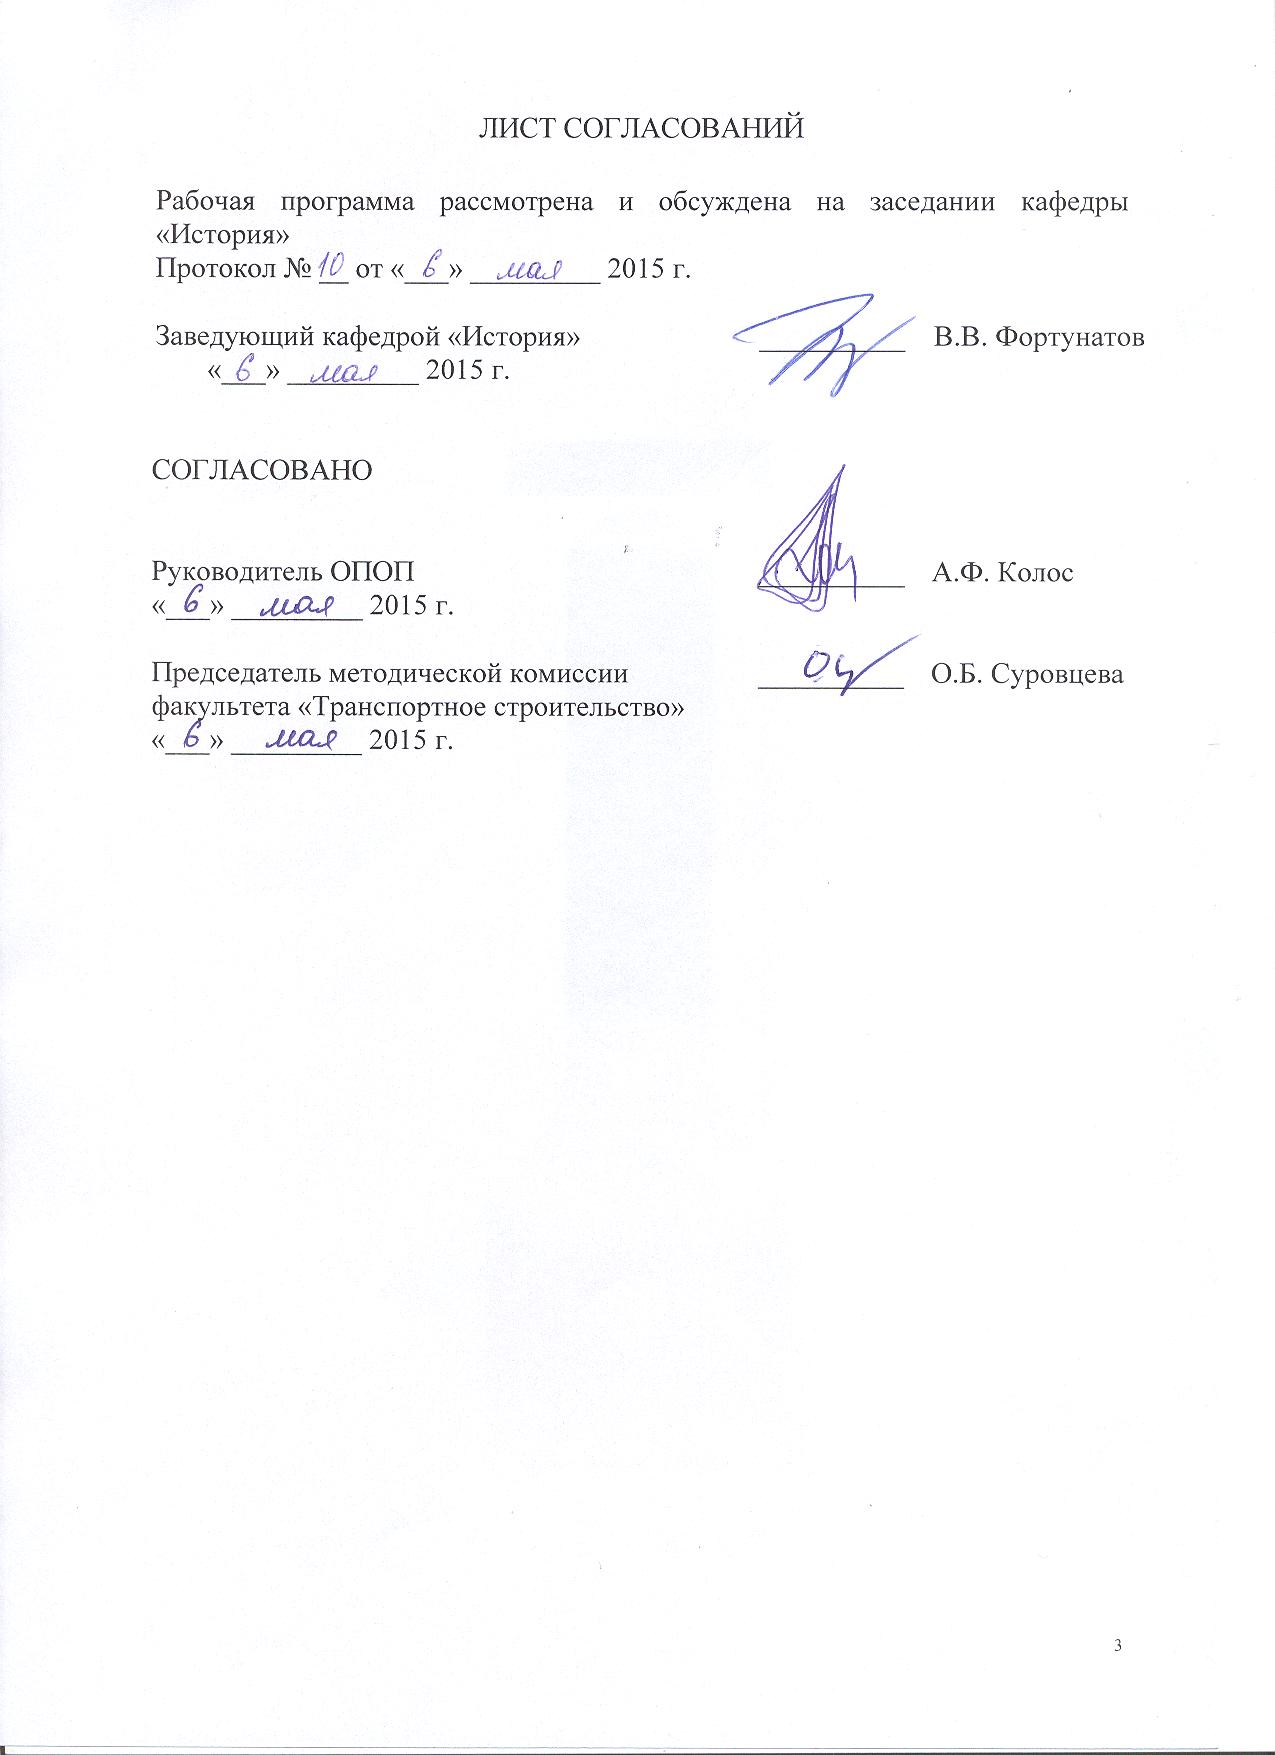 ЛИСТ СОГЛАСОВАНИЙ
Рабочая программа рассмотрена и обсуждена на заседании кафедры
«История»
Протокол № 10 от « 6 » мая 2015 г.
Заведующий кафедрой «История» В.В. Фортунатов
« 6 » мая 2015 г.
СОГЛАСОВАНО
Руководитель ОПОП А.Ф. Колос
« 6 » мая 2015 г.
Председатель методической комиссии О.Б. Суровцева
факультета «Транспортное строительство»
« 6 » мая 2015 г.
3